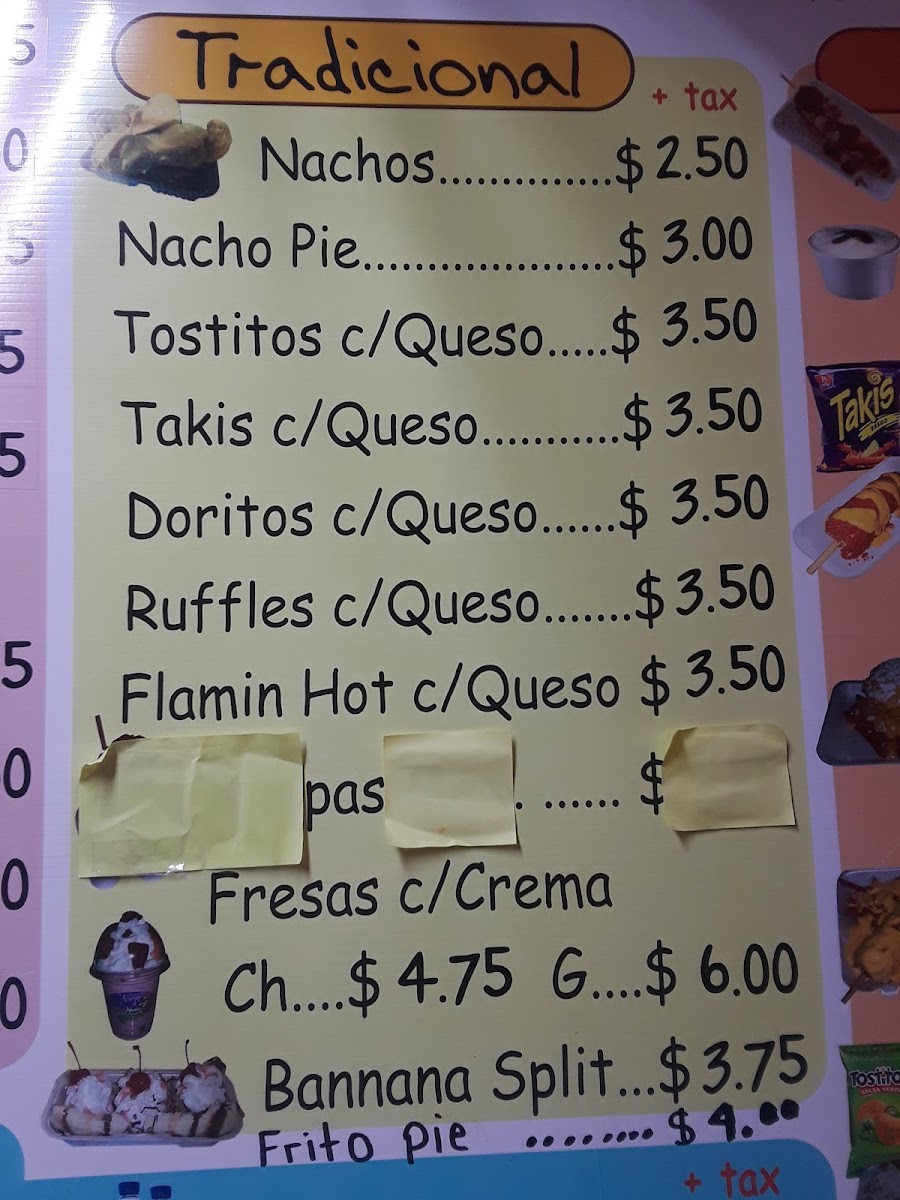 Tradicional
+ tax
Nachos..............$ 2.50
Nacho Pie.....................$ 3.00
Tostitos c/Queso.....$ 3.50
Takis c/Queso............$ 3.50
Doritos c/Queso......$ 3.50
Ruffles c/Queso.......$ 3.50
Flamin Hot c/Queso $ 3.50
pas . ...... $
Fresas c/Crema
Ch....$ 4.75 G....$ 6.00
Bannana Split...$ 3.75
Frito pie ........ $ 4.00
+ tax
Takis